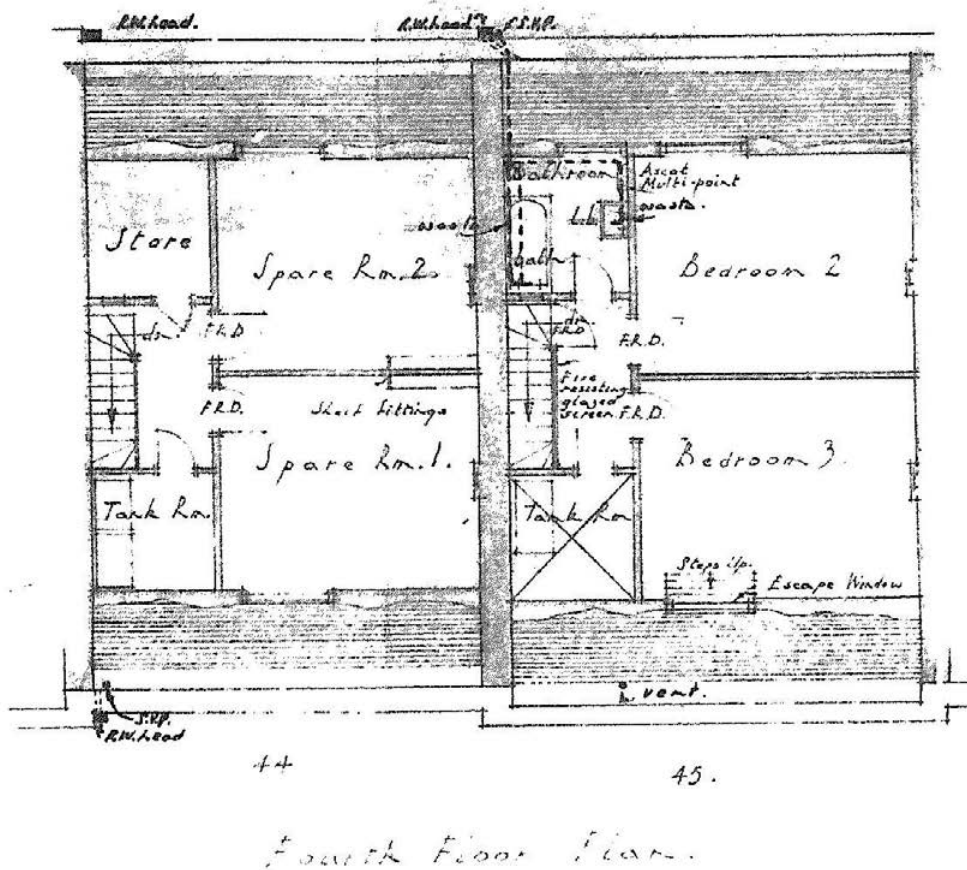 R.W. head.
R.W. head & S.V.P.
Bathroom
Ascot
Multi-point
waste.
waste
bath
Store
Spare Rm. 2
Bedroom 2
dn.
F.R.D
dn
F.R.D
F.R.D.
Fire
resisting
glazed
screen
F.R.D.
Shelf fittings
F.R.D.
Spare Rm. 1.
Bedroom 3
Tank Rm
Tank Rm
Steps up.
Escape Window
vent.
S.V.P.
R.W. head
44
45.
Fourth Floor Plan.